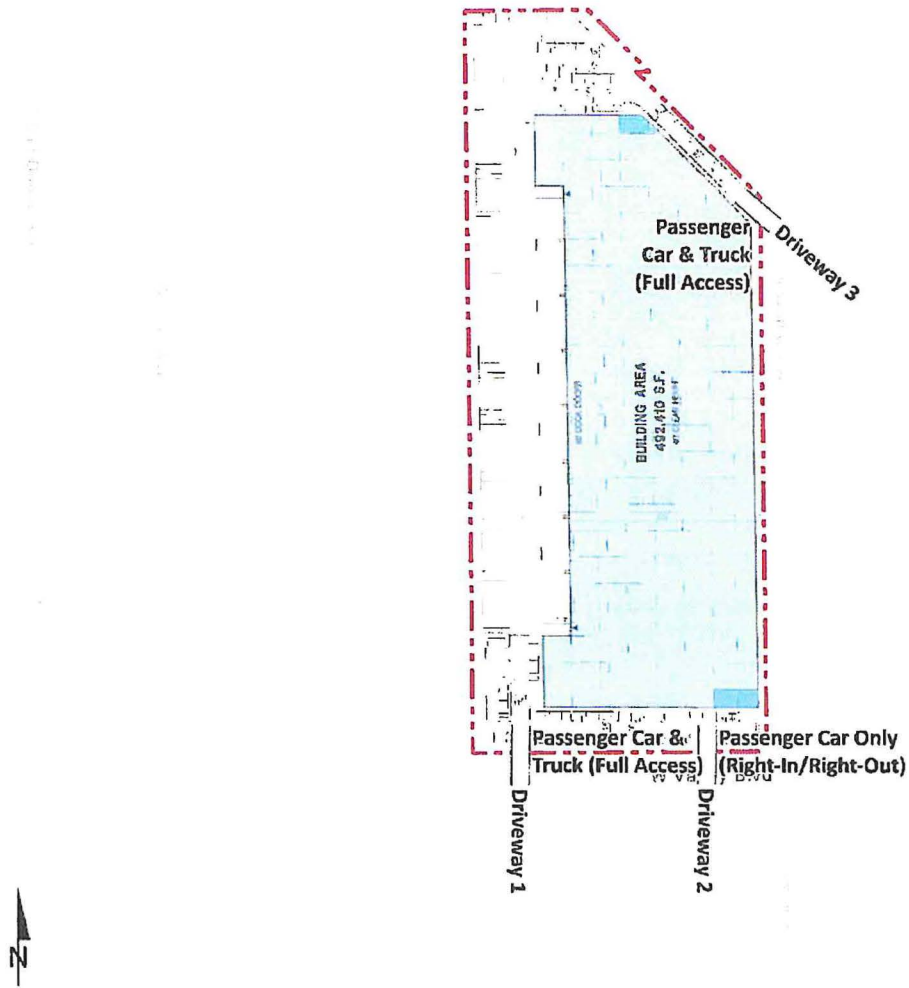 Passenger
Car & Truck
(Full Access)
Driveway 3
BUILDING AREA
492,410 S.F.
Passenger Car &
Truck (Full Access)
Passenger Car Only
(Right-In/Right-Out)
Driveway 1
Driveway 2
N